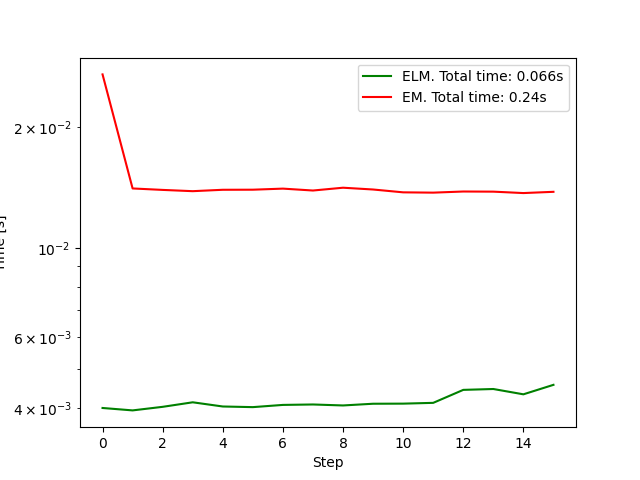 ELM. Total time: 0.066s
EM. Total time: 0.24s
2 × 10⁻²
10⁻²
6 × 10⁻³
4 × 10⁻³
0 2 4 6 8 10 12 14
Step